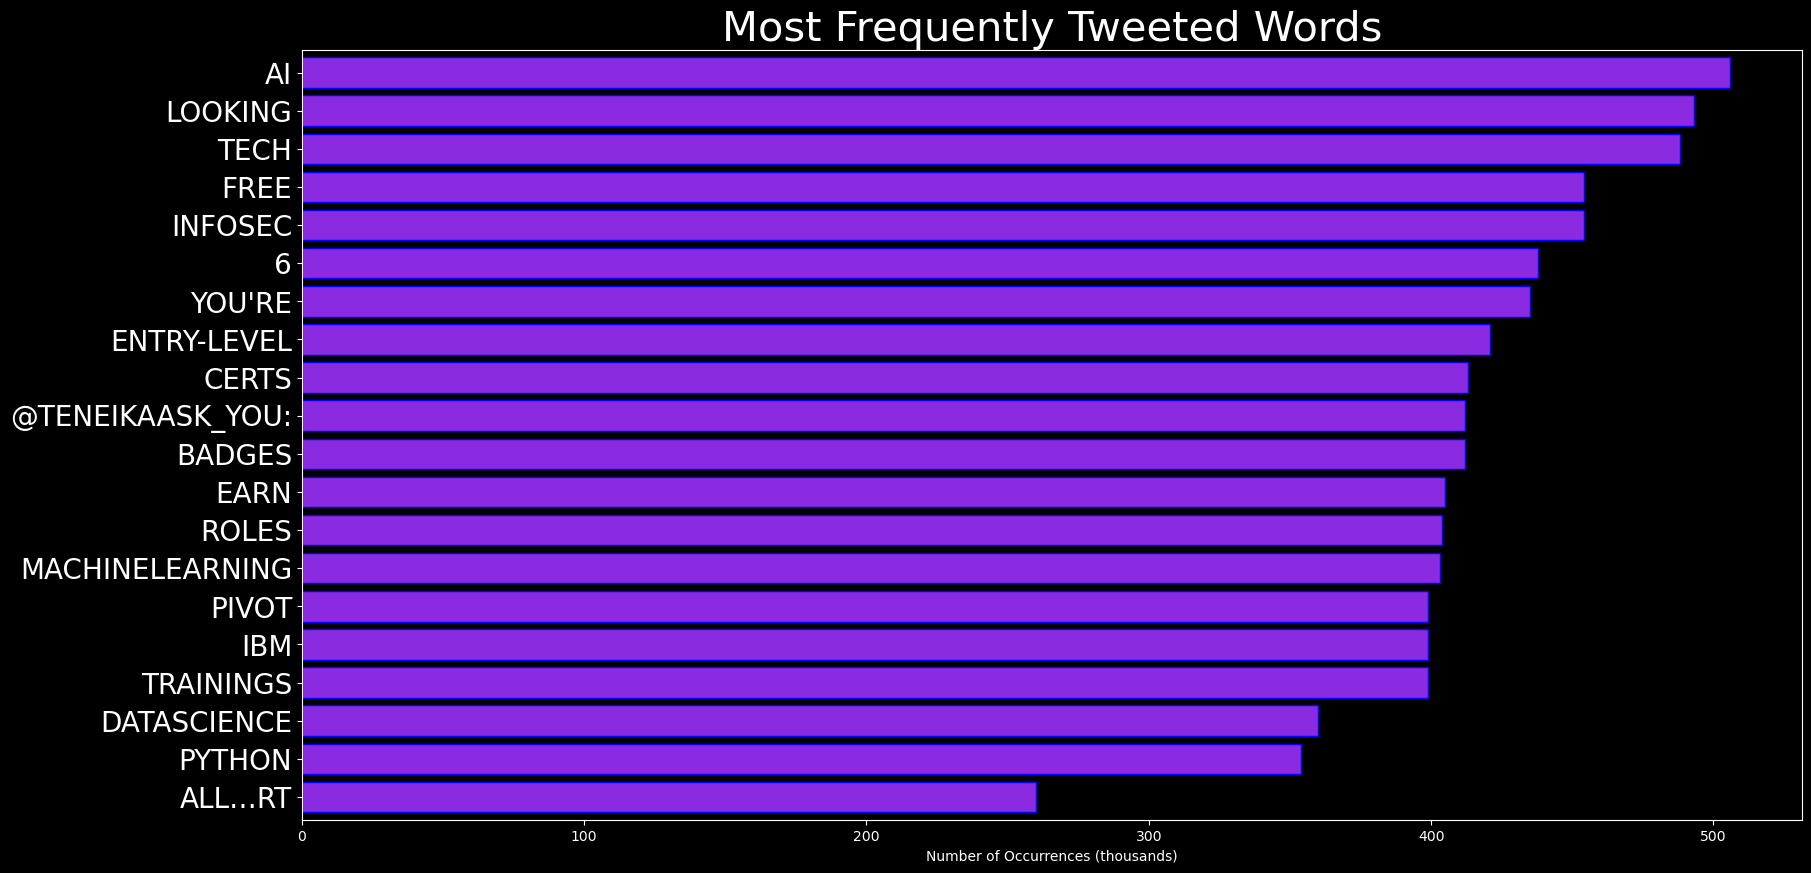 Most Frequently Tweeted Words
AI
LOOKING
TECH
FREE
INFOSEC
6
YOU'RE
ENTRY-LEVEL
CERTS
@TENEIKAASK_YOU:
BADGES
EARN
ROLES
MACHINELEARNING
PIVOT
IBM
TRAININGS
DATASCIENCE
PYTHON
ALL…RT
0 100 200 300 400 500
Number of Occurrences (thousands)